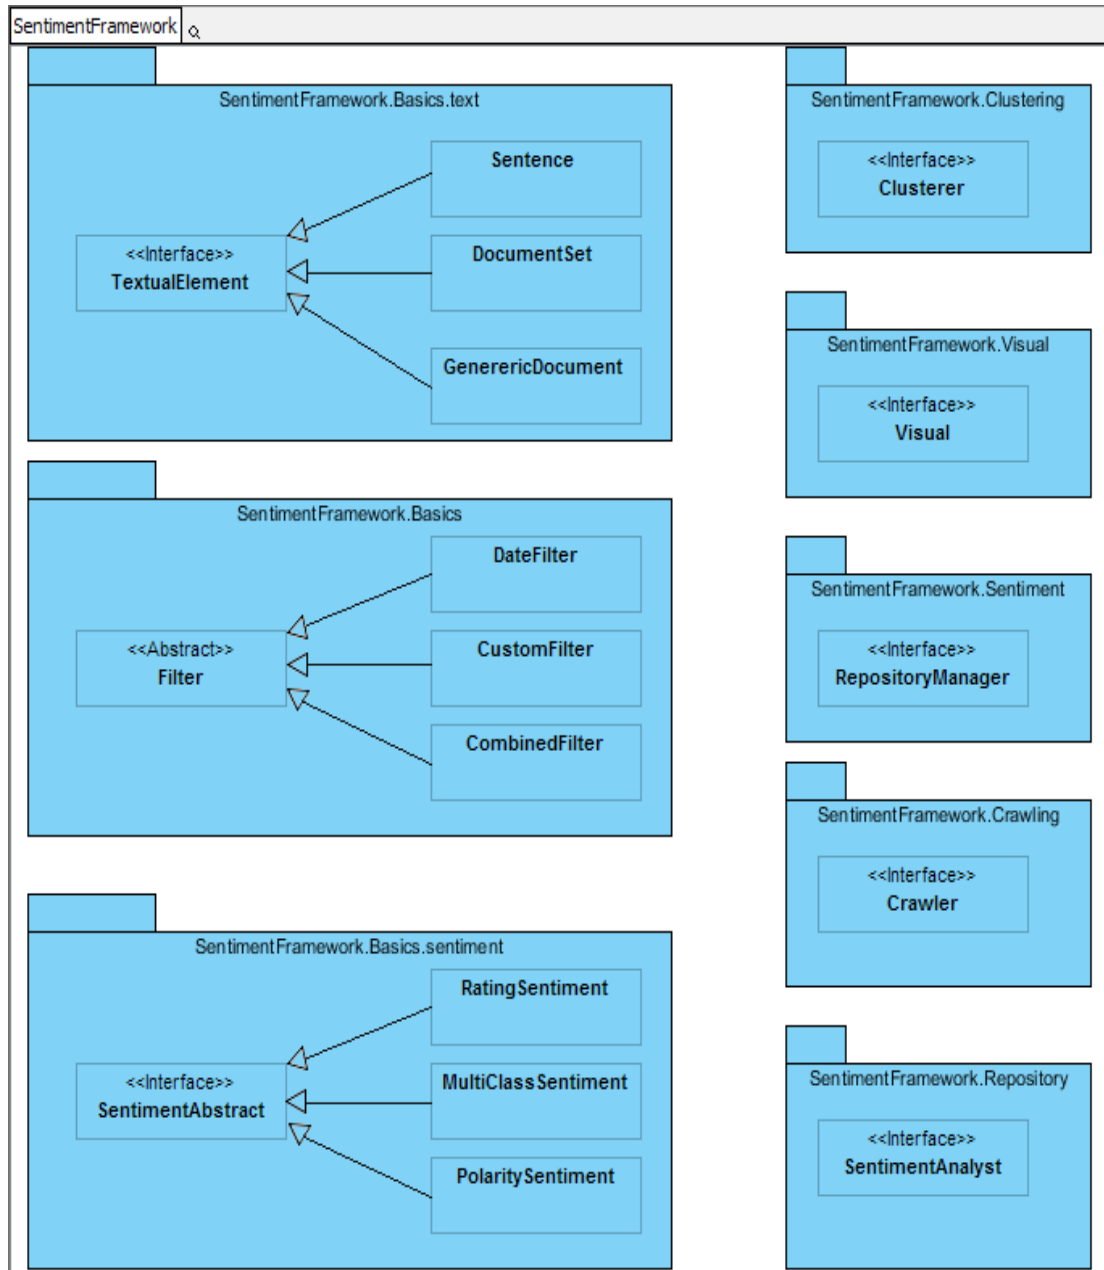 SentimentFramework
SentimentFramework.Basics.text
Sentence
<<Interface>>
TextualElement
DocumentSet
GenerericDocument
SentimentFramework.Basics
DateFilter
<<Abstract>>
Filter
CustomFilter
CombinedFilter
SentimentFramework.Basics.sentiment
RatingSentiment
<<Interface>>
SentimentAbstract
MultiClassSentiment
PolaritySentiment
SentimentFramework.Clustering
<<Interface>>
Clusterer
SentimentFramework.Visual
<<Interface>>
Visual
SentimentFramework.Sentiment
<<Interface>>
RepositoryManager
SentimentFramework.Crawling
<<Interface>>
Crawler
SentimentFramework.Repository
<<Interface>>
SentimentAnalyst